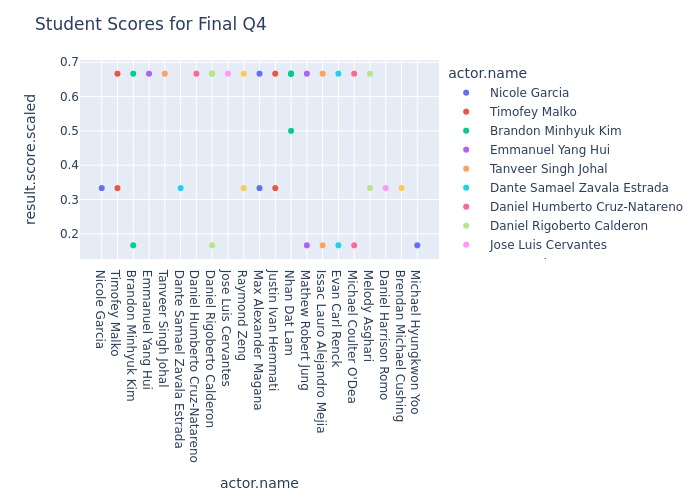 Student Scores for Final Q4
result.score.scaled
0.7
0.6
0.5
0.4
0.3
0.2
Nicole Garcia
Timofey Malko
Brandon Minhyuk Kim
Emmanuel Yang Hui
Tanveer Singh Johal
Dante Samael Zavala Estrada
Daniel Humberto Cruz-Natareno
Daniel Rigoberto Calderon
Jose Luis Cervantes
Raymond Zeng
Max Alexander Magana
Justin Ivan Hemmati
Nhan Dat Lam
Mathew Robert Jung
Issac Lauro Alejandro Mejia
Evan Carl Renck
Michael Coulter O'Dea
Melody Asghari
Daniel Harrison Romo
Brendan Michael Cushing
Michael Hyungkwon Yoo
actor.name
actor.name
Nicole Garcia
Timofey Malko
Brandon Minhyuk Kim
Emmanuel Yang Hui
Tanveer Singh Johal
Dante Samael Zavala Estrada
Daniel Humberto Cruz-Natareno
Daniel Rigoberto Calderon
Jose Luis Cervantes